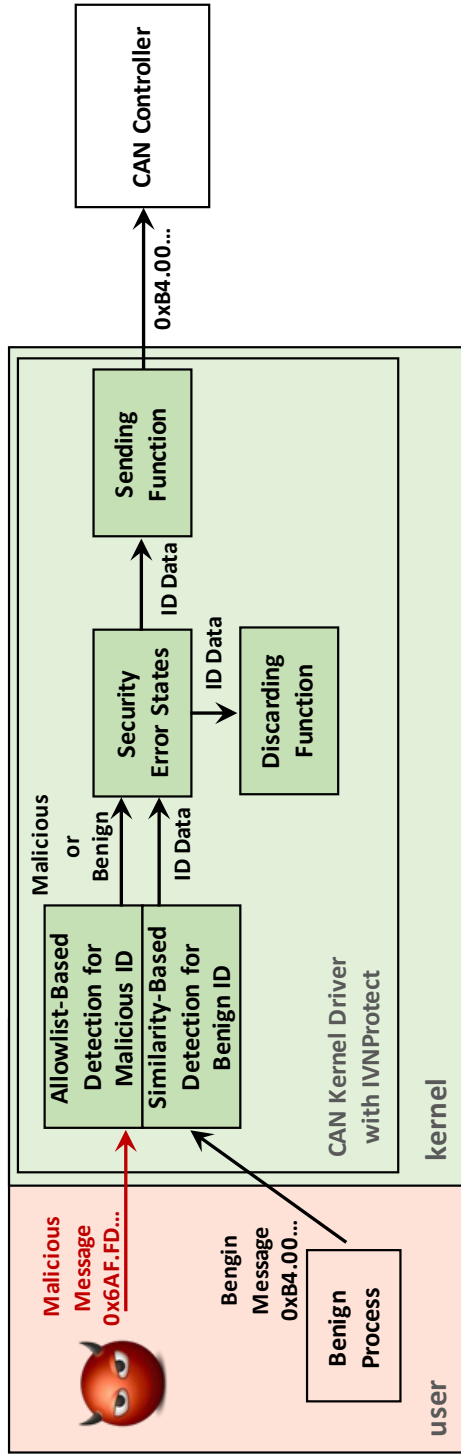 Malicious
Message
0x6AF.FD...
Bengin
Message
0xB4.00...
Benign
Process
user
Allowlist-Based
Detection for
Malicious ID
Similarity-Based
Detection for
Benign ID
Malicious
or
Benign
ID Data
Security
Error States
ID Data
ID Data
Discarding
Function
Sending
Function
CAN Kernel Driver
with IVNProtect
kernel
0xB4.00...
CAN Controller